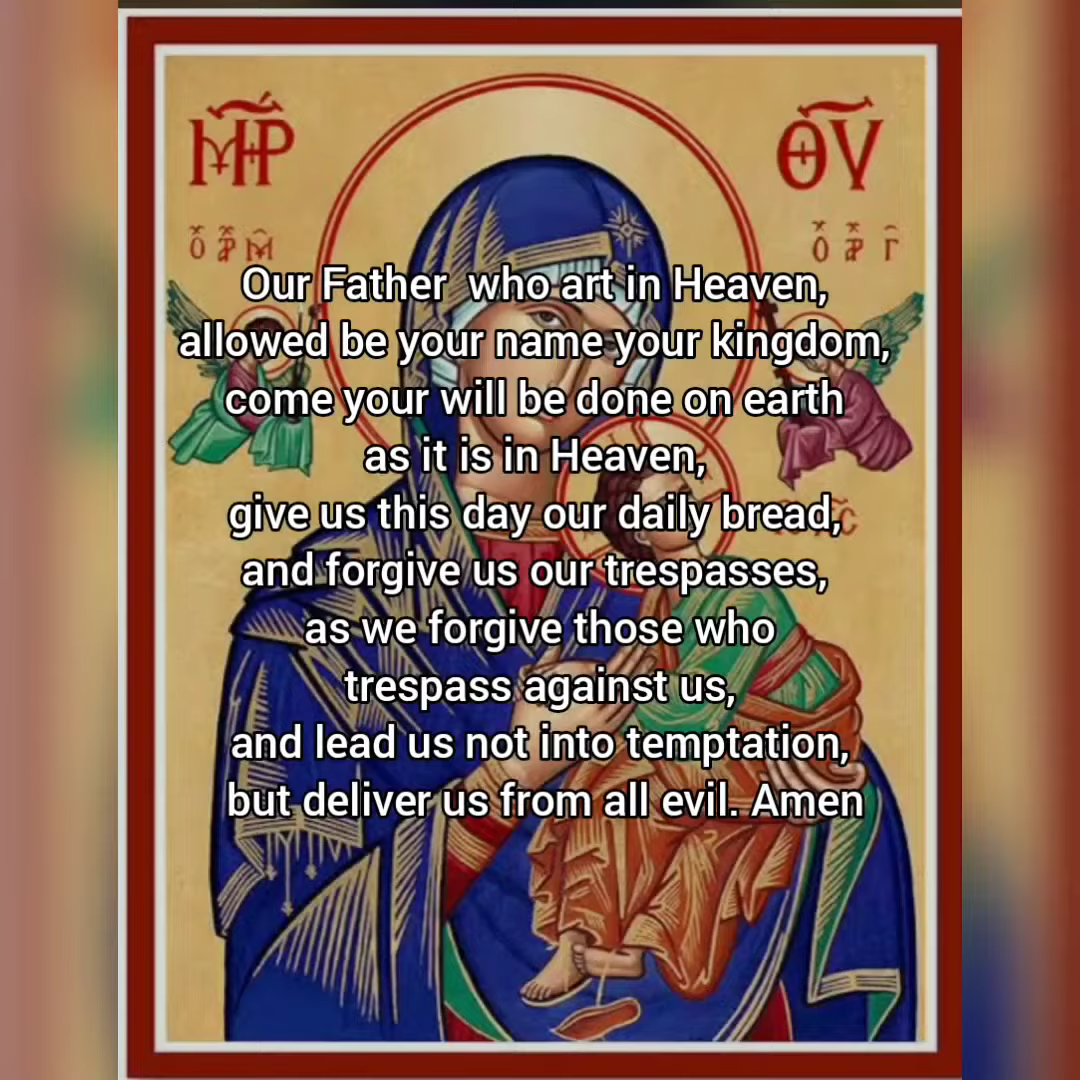 ΜΡ ΘΥ
Ο ΑΡ Μ Ο ΑΡ Γ
Our Father who art in Heaven,
allowed be your name your kingdom,
come your will be done on earth
as it is in Heaven,
give us this day our daily bread,
and forgive us our trespasses,
as we forgive those who
trespass against us,
and lead us not into temptation,
but deliver us from all evil. Amen